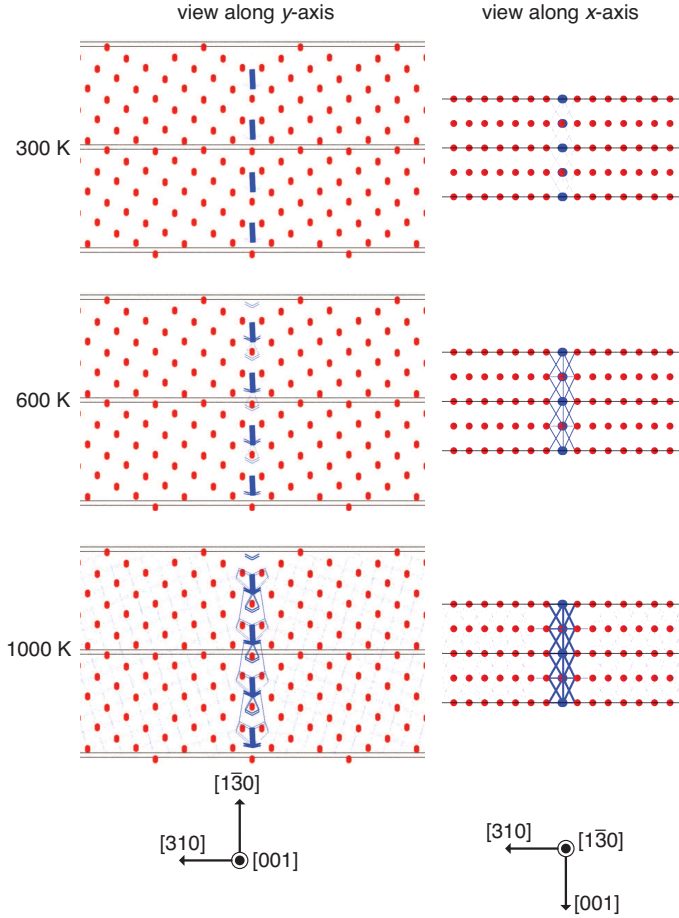 view along y-axis
view along x-axis
300 K
600 K
1000 K
[13̅0]
[310]
[001]
[310]
[13̅0]
[001]